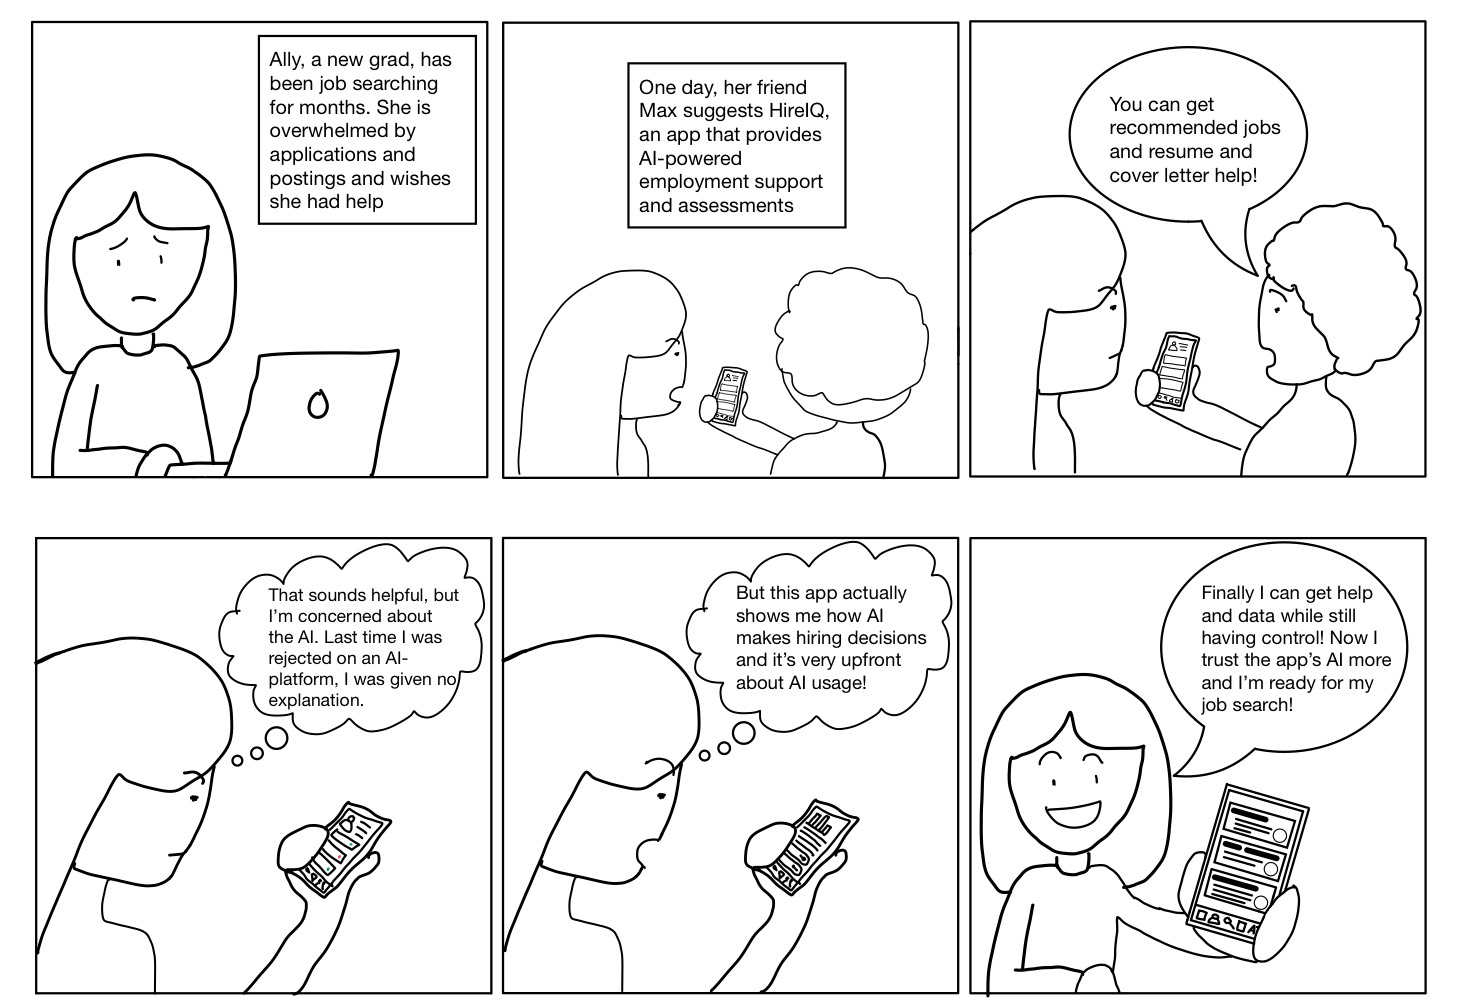 Ally, a new grad, has
been job searching
for months. She is
overwhelmed by
applications and
postings and wishes
she had help
One day, her friend
Max suggests HireIQ,
an app that provides
AI-powered
employment support
and assessments
You can get
recommended jobs
and resume and
cover letter help!
That sounds helpful, but
I'm concerned about
the AI. Last time I was
rejected on an AI-
platform, I was given no
explanation.
But this app actually
shows me how AI
makes hiring decisions
and it's very upfront
about AI usage!
Finally I can get help
and data while still
having control! Now I
trust the app's AI more
and I'm ready for my
job search!